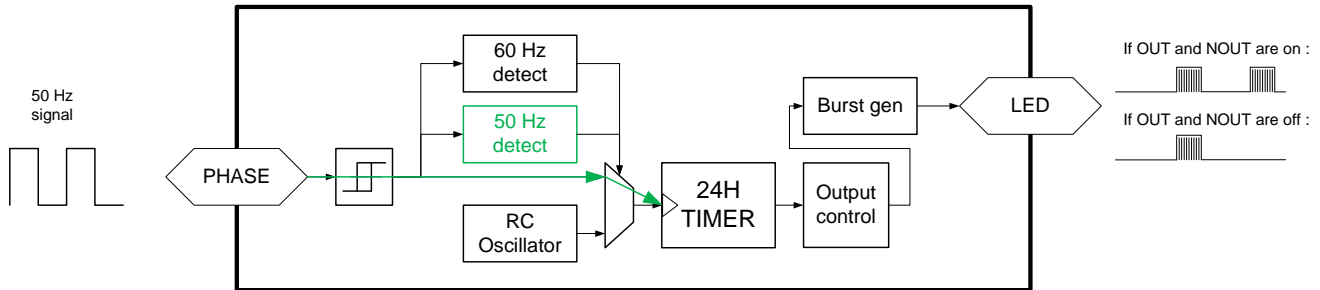 50 Hz
signal
PHASE
60 Hz
detect
50 Hz
detect
RC
Oscillator
24H
TIMER
Output
control
Burst gen
LED
If OUT and NOUT are on :
If OUT and NOUT are off :